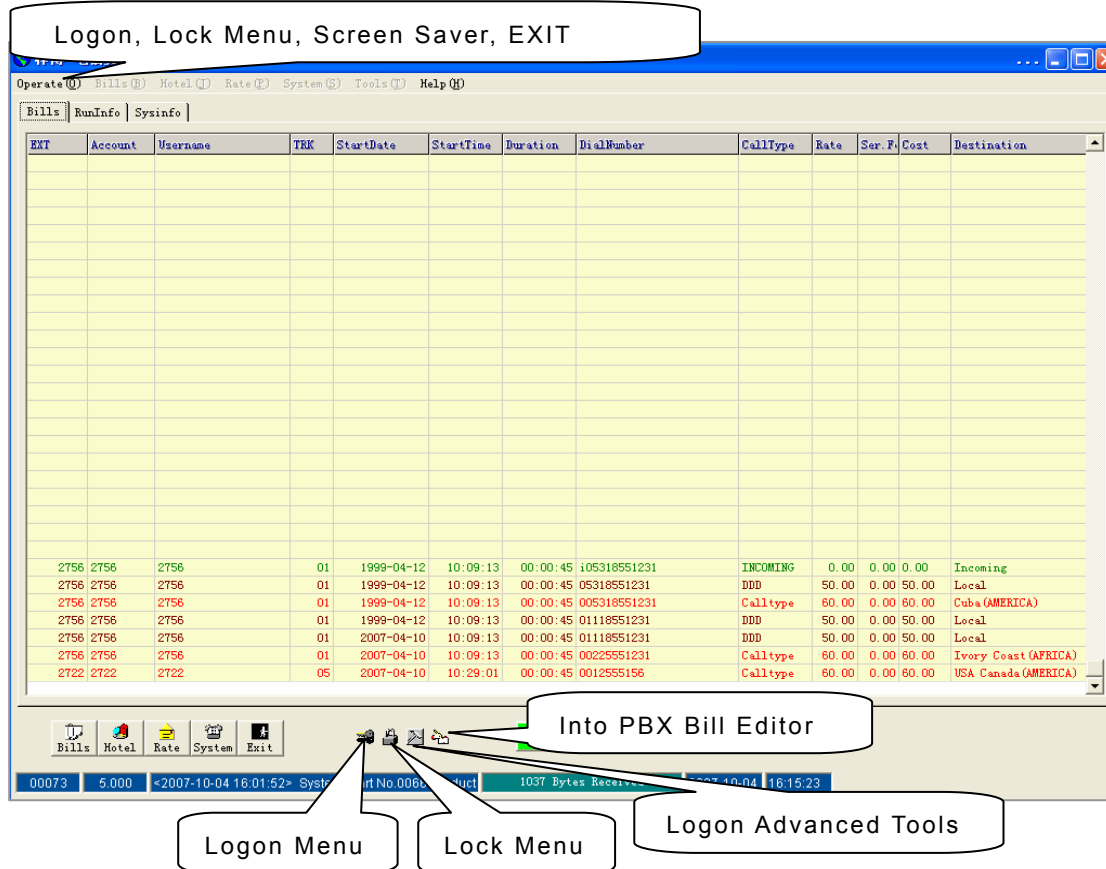 Logon, Lock Menu, Screen Saver, EXIT
...
Operate(O) Bills(B) Hotel(J) Rate(P) System(S) Tools(T) Help(H)
Bills RunInfo Sysinfo
EXT Account Username TRK StartDate StartTime Duration DialNumber CallType Rate Ser.F Cost Destination
2756 2756 2756 01 1999-04-12 10:09:13 00:00:45 i05318551231 INCOMING 0.00 0.00 0.00 Incoming
2756 2756 2756 01 1999-04-12 10:09:13 00:00:45 05318551231 DDD 50.00 0.00 50.00 Local
2756 2756 2756 01 1999-04-12 10:09:13 00:00:45 005318551231 Calltype 60.00 0.00 60.00 Cuba(AMERICA)
2756 2756 2756 01 1999-04-12 10:09:13 00:00:45 01118551231 DDD 50.00 0.00 50.00 Local
2756 2756 2756 01 2007-04-10 10:09:13 00:00:45 01118551231 DDD 50.00 0.00 50.00 Local
2756 2756 2756 01 2007-04-10 10:09:13 00:00:45 00225551231 Calltype 60.00 0.00 60.00 Ivory Coast(AFRICA)
2722 2722 2722 05 2007-04-10 10:29:01 00:00:45 0012555156 Calltype 60.00 0.00 60.00 USA Canada(AMERICA)
Into PBX Bill Editor
Bills Hotel Rate System Exit
00073 5.000 <2007-10-04 16:01:52> Syste rt No.006 duct 1037 Bytes Received 10-04 16:15:23
Logon Advanced Tools
Logon Menu Lock Menu